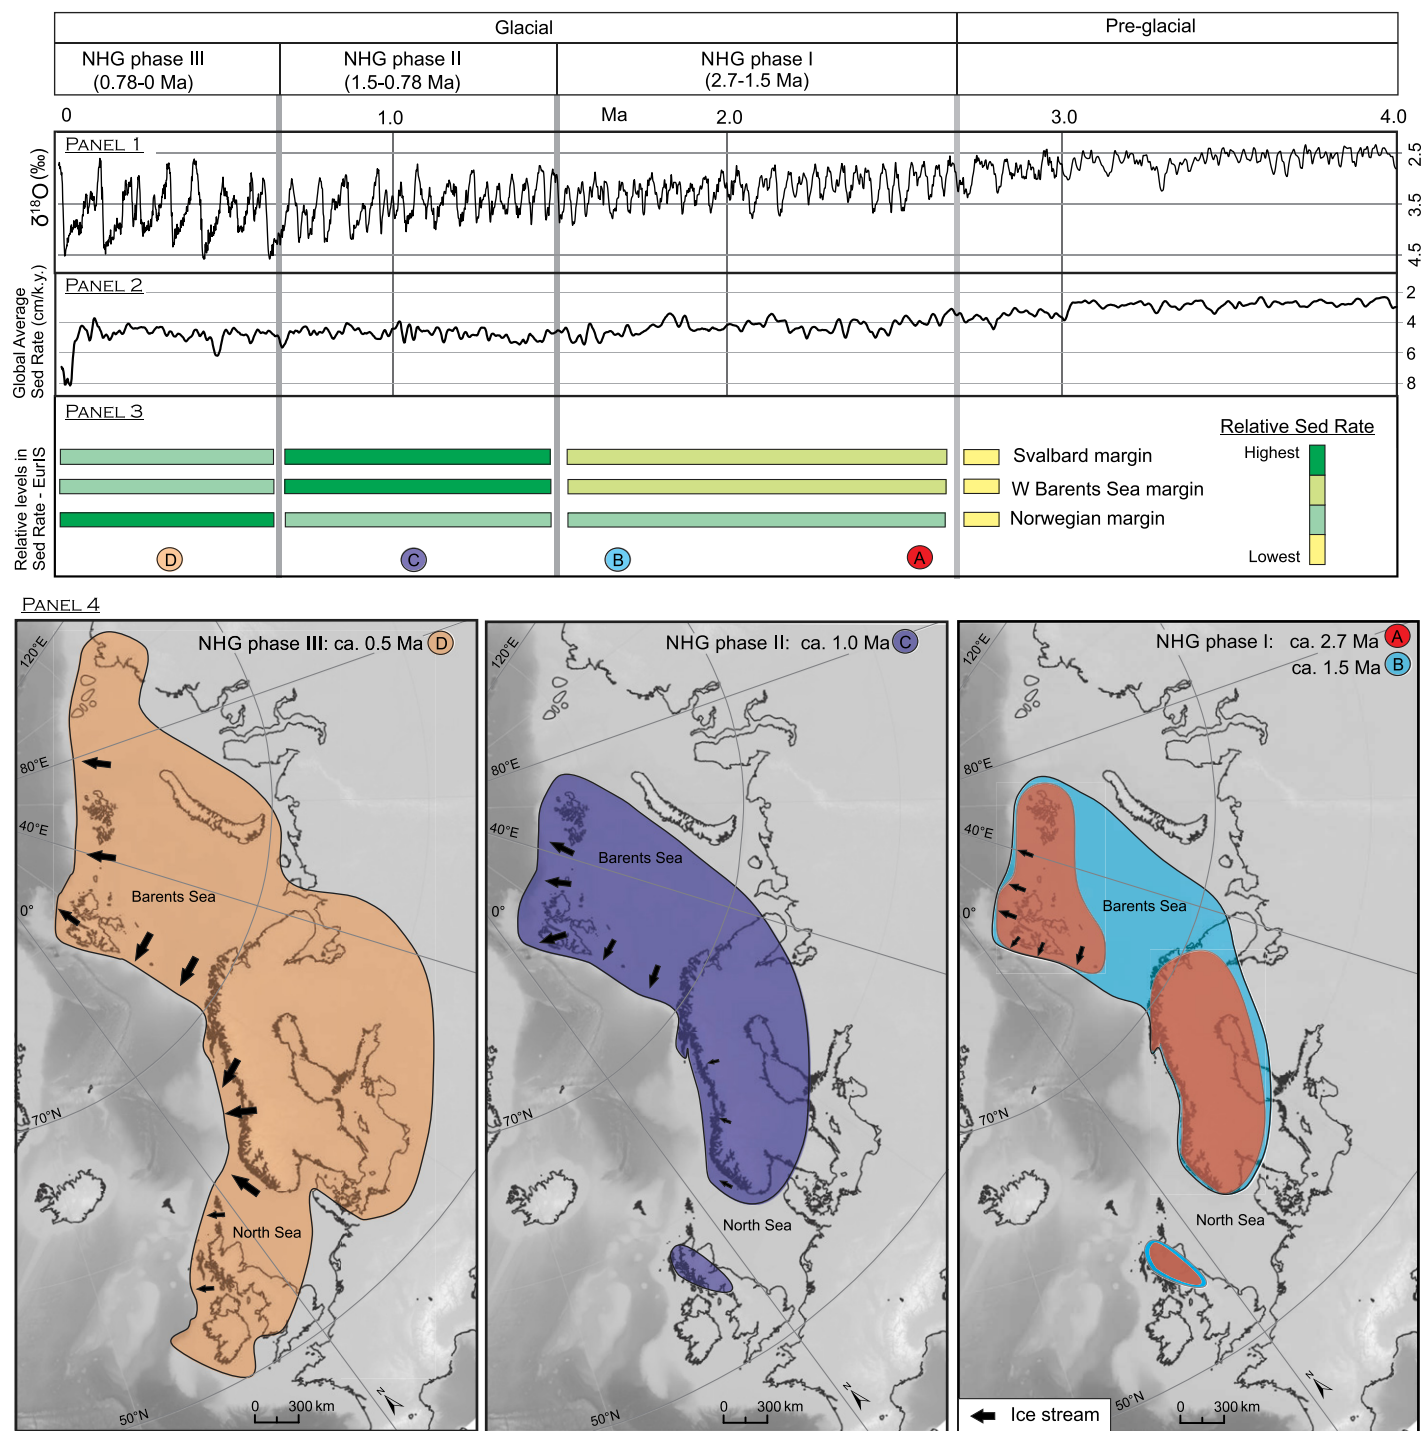 Glacial
Pre-glacial
NHG phase III
(0.78-0 Ma)
NHG phase II
(1.5-0.78 Ma)
NHG phase I
(2.7-1.5 Ma)
0
1.0
Ma
2.0
3.0
4.0
PANEL 1
δ¹⁸O (‰)
2.5
3.5
4.5
PANEL 2
Global Average
Sed Rate (cm/k.y.)
2
4
6
8
PANEL 3
Relative levels in
Sed Rate - EurIS
Svalbard margin
W Barents Sea margin
Norwegian margin
Relative Sed Rate
Highest
Lowest
D
C
B
A
PANEL 4
NHG phase III: ca. 0.5 Ma D
120°E
80°E
40°E
0°
70°N
50°N
Barents Sea
North Sea
N
0 300 km
NHG phase II: ca. 1.0 Ma C
120°E
80°E
40°E
0°
70°N
50°N
Barents Sea
North Sea
N
0 300 km
NHG phase I: ca. 2.7 Ma A
ca. 1.5 Ma B
120°E
80°E
40°E
0°
70°N
50°N
Barents Sea
North Sea
N
0 300 km
Ice stream